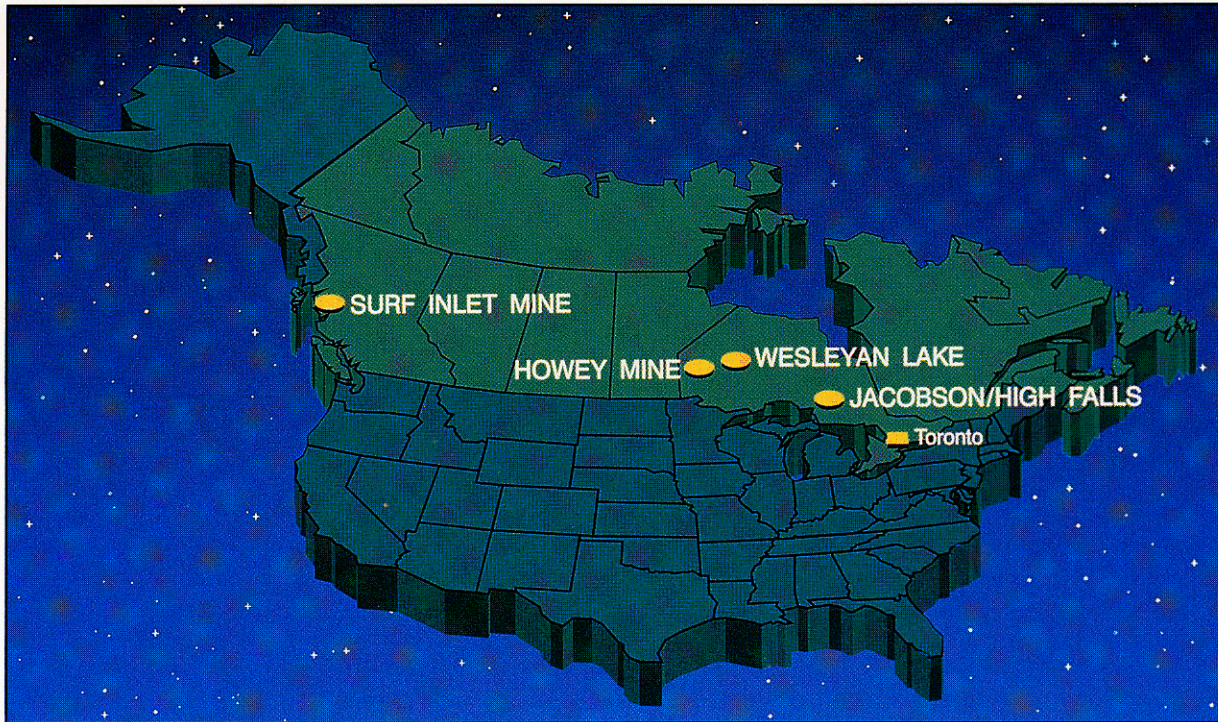 SURF INLET MINE
HOWEY MINE
WESLEYAN LAKE
JACOBSON/HIGH FALLS
Toronto